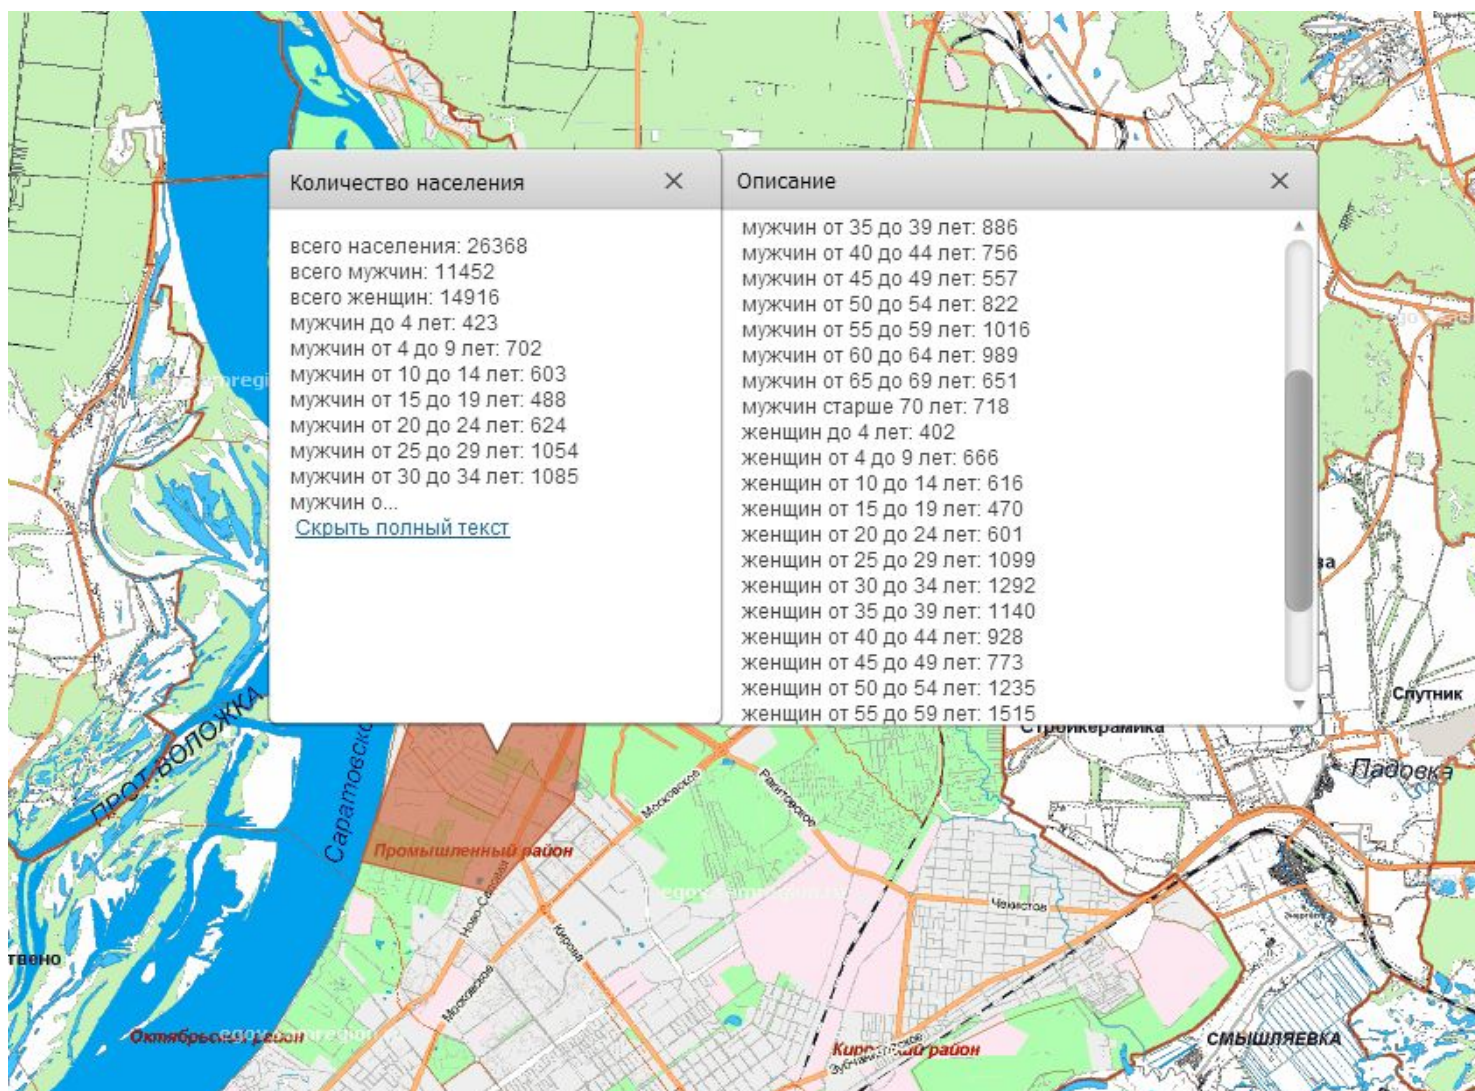 Количество населения
всего населения: 26368
всего мужчин: 11452
всего женщин: 14916
мужчин до 4 лет: 423
мужчин от 4 до 9 лет: 702
мужчин от 10 до 14 лет: 603
мужчин от 15 до 19 лет: 488
мужчин от 20 до 24 лет: 624
мужчин от 25 до 29 лет: 1054
мужчин от 30 до 34 лет: 1085
мужчин о...
Скрыть полный текст
Описание
мужчин от 35 до 39 лет: 886
мужчин от 40 до 44 лет: 756
мужчин от 45 до 49 лет: 557
мужчин от 50 до 54 лет: 822
мужчин от 55 до 59 лет: 1016
мужчин от 60 до 64 лет: 989
мужчин от 65 до 69 лет: 651
мужчин старше 70 лет: 718
женщин до 4 лет: 402
женщин от 4 до 9 лет: 666
женщин от 10 до 14 лет: 616
женщин от 15 до 19 лет: 470
женщин от 20 до 24 лет: 601
женщин от 25 до 29 лет: 1099
женщин от 30 до 34 лет: 1292
женщин от 35 до 39 лет: 1140
женщин от 40 до 44 лет: 928
женщин от 45 до 49 лет: 773
женщин от 50 до 54 лет: 1235
женщин от 55 до 59 лет: 1515
ва
Спутник
Стройкерамика
Падовка
ПРОТ ВОЛОЖКА
Саратовско
Московское
Ракитовское
Промышленный район
Ново-Садовая
Чекистов
Кирова
Московское
твено
Октябрьский район
Кировский район
СМЫШЛЯЕВКА